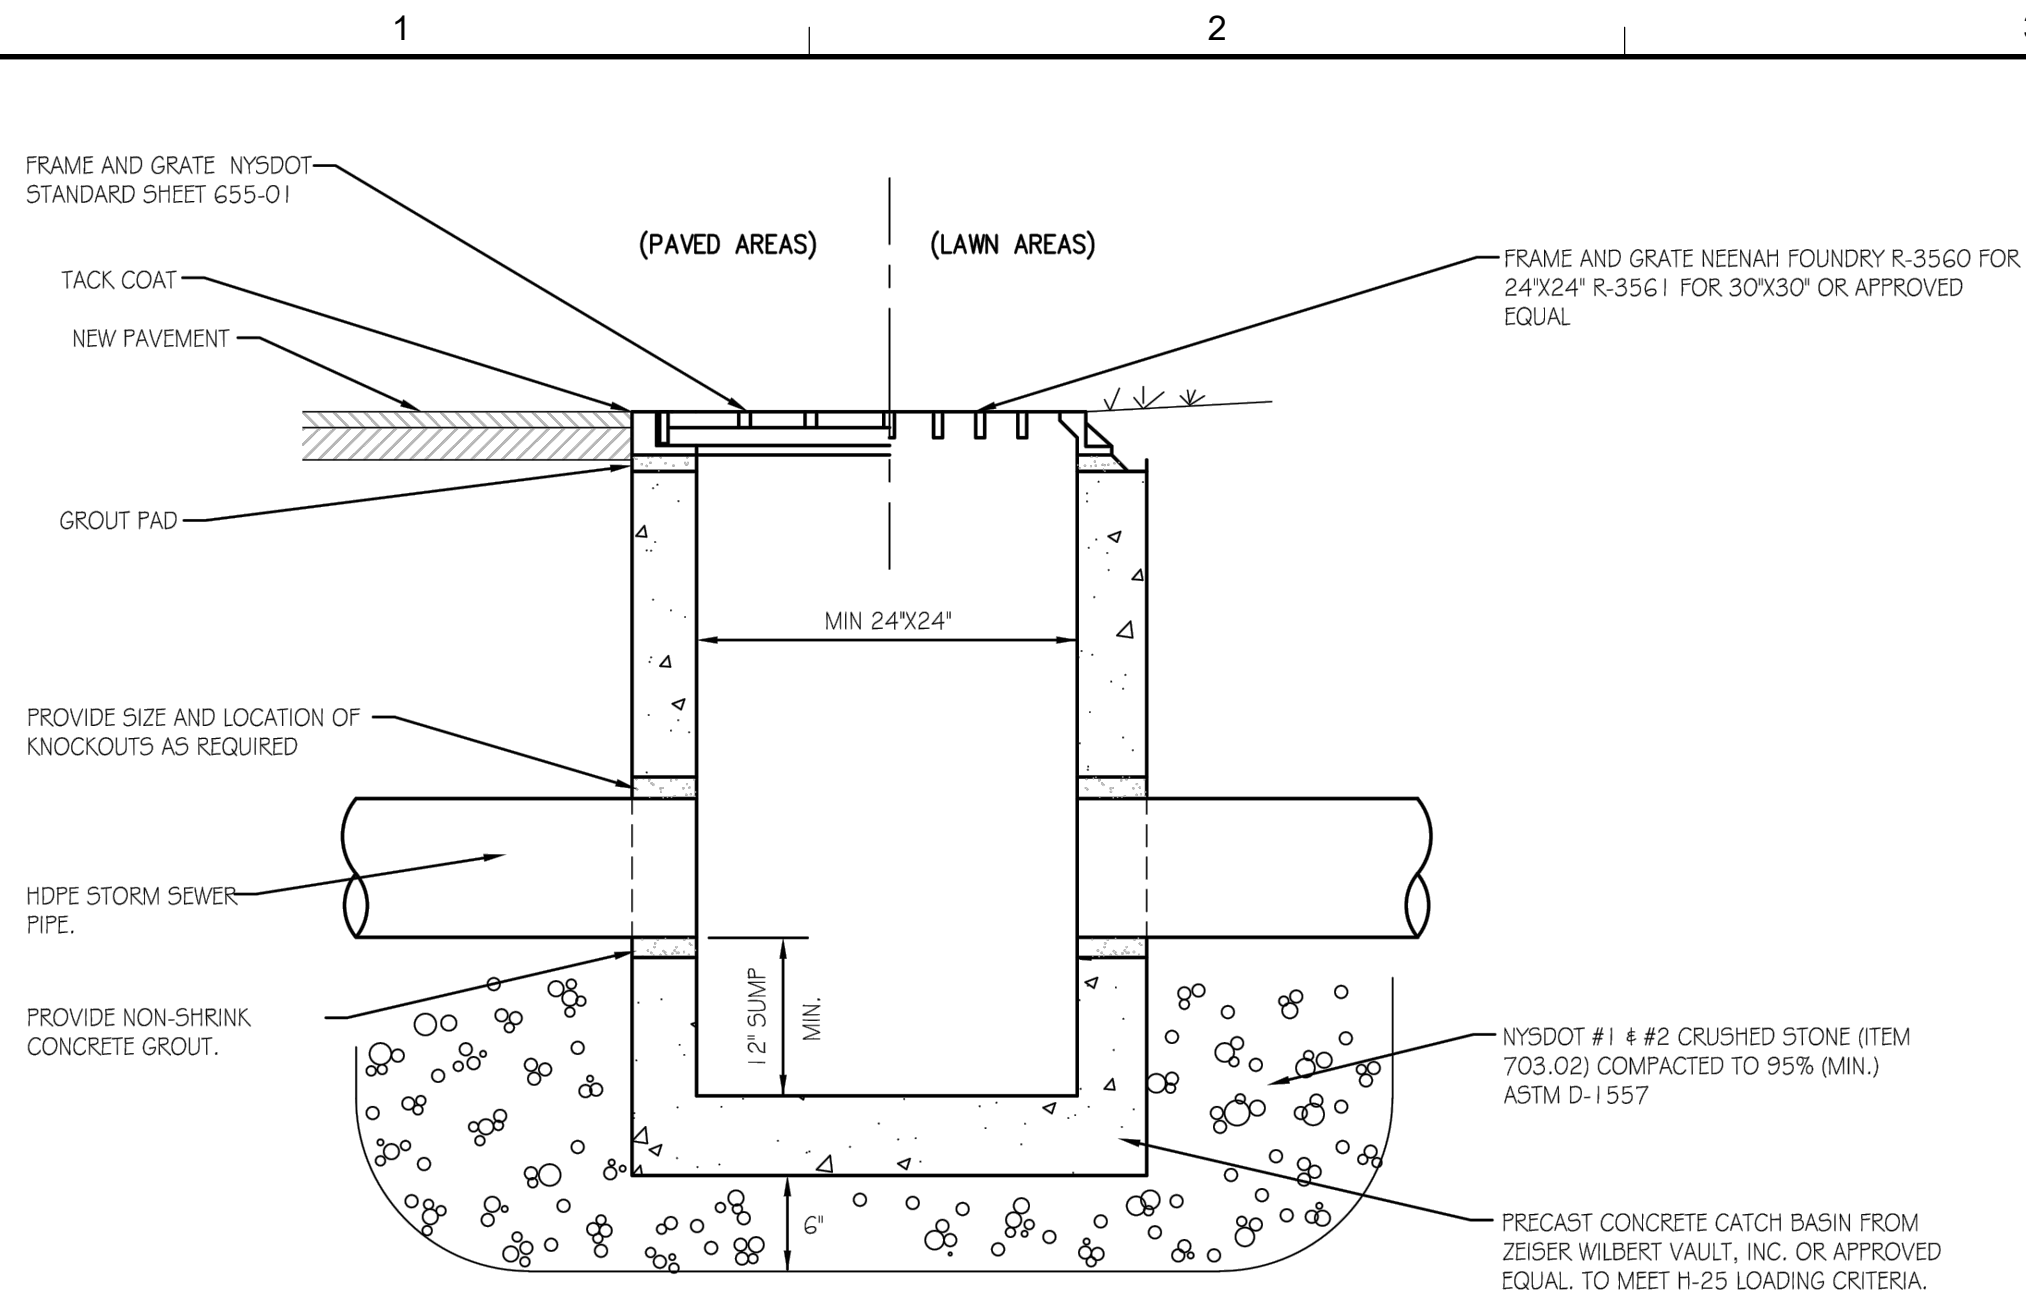 1
2
FRAME AND GRATE NYSDOT
STANDARD SHEET 655-01
(PAVED AREAS)
(LAWN AREAS)
FRAME AND GRATE NEENAH FOUNDRY R-3560 FOR
24"X24" R-3561 FOR 30"X30" OR APPROVED
EQUAL
TACK COAT
NEW PAVEMENT
GROUT PAD
MIN 24"X24"
PROVIDE SIZE AND LOCATION OF
KNOCKOUTS AS REQUIRED
HDPE STORM SEWER
PIPE.
12" SUMP
MIN.
PROVIDE NON-SHRINK
CONCRETE GROUT.
NYSDOT #1 & #2 CRUSHED STONE (ITEM
703.02) COMPACTED TO 95% (MIN.)
ASTM D-1557
6"
PRECAST CONCRETE CATCH BASIN FROM
ZEISER WILBERT VAULT, INC. OR APPROVED
EQUAL. TO MEET H-25 LOADING CRITERIA.